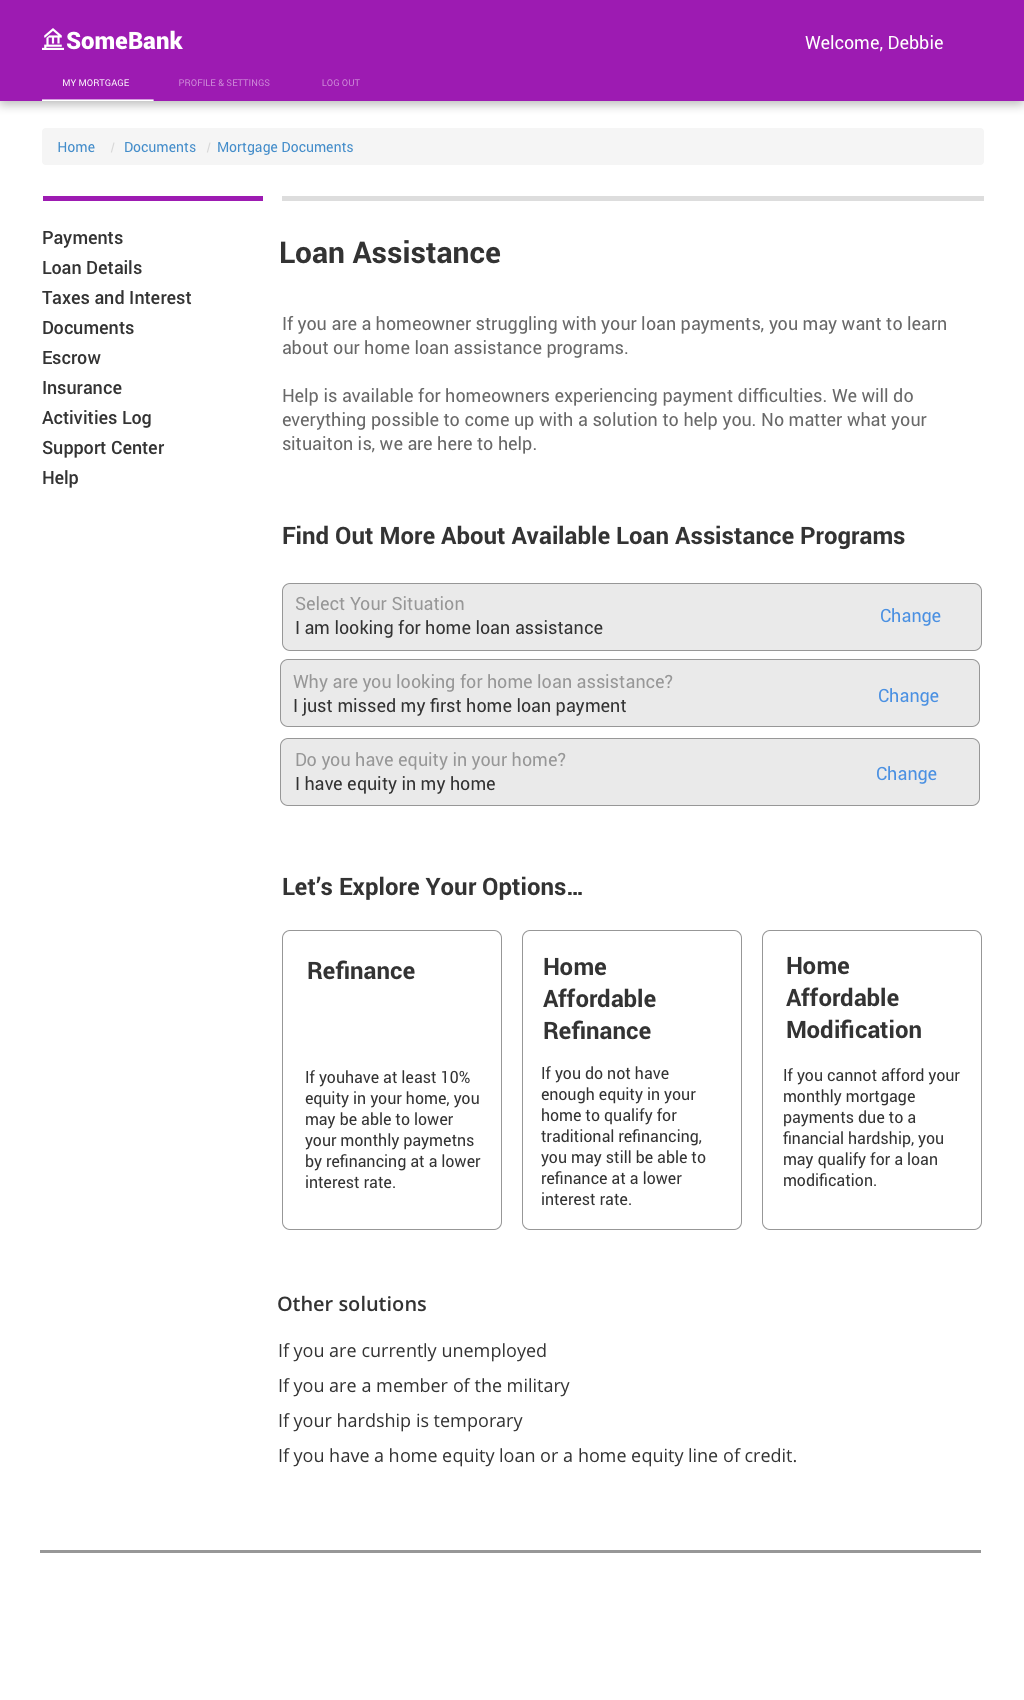 SomeBank
Welcome, Debbie
MY MORTGAGE PROFILE & SETTINGS LOG OUT
Home / Documents / Mortgage Documents
Payments
Loan Details
Taxes and Interest
Documents
Escrow
Insurance
Activities Log
Support Center
Help
Loan Assistance
If you are a homeowner struggling with your loan payments, you may want to learn
about our home loan assistance programs.
Help is available for homeowners experiencing payment difficulties. We will do
everything possible to come up with a solution to help you. No matter what your
situaiton is, we are here to help.
Find Out More About Available Loan Assistance Programs
Select Your Situation
I am looking for home loan assistance
Change
Why are you looking for home loan assistance?
I just missed my first home loan payment
Change
Do you have equity in your home?
I have equity in my home
Change
Let's Explore Your Options...
Refinance
If youhave at least 10%
equity in your home, you
may be able to lower
your monthly paymetns
by refinancing at a lower
interest rate.
Home
Affordable
Refinance
If you do not have
enough equity in your
home to qualify for
traditional refinancing,
you may still be able to
refinance at a lower
interest rate.
Home
Affordable
Modification
If you cannot afford your
monthly mortgage
payments due to a
financial hardship, you
may qualify for a loan
modification.
Other solutions
If you are currently unemployed
If you are a member of the military
If your hardship is temporary
If you have a home equity loan or a home equity line of credit.